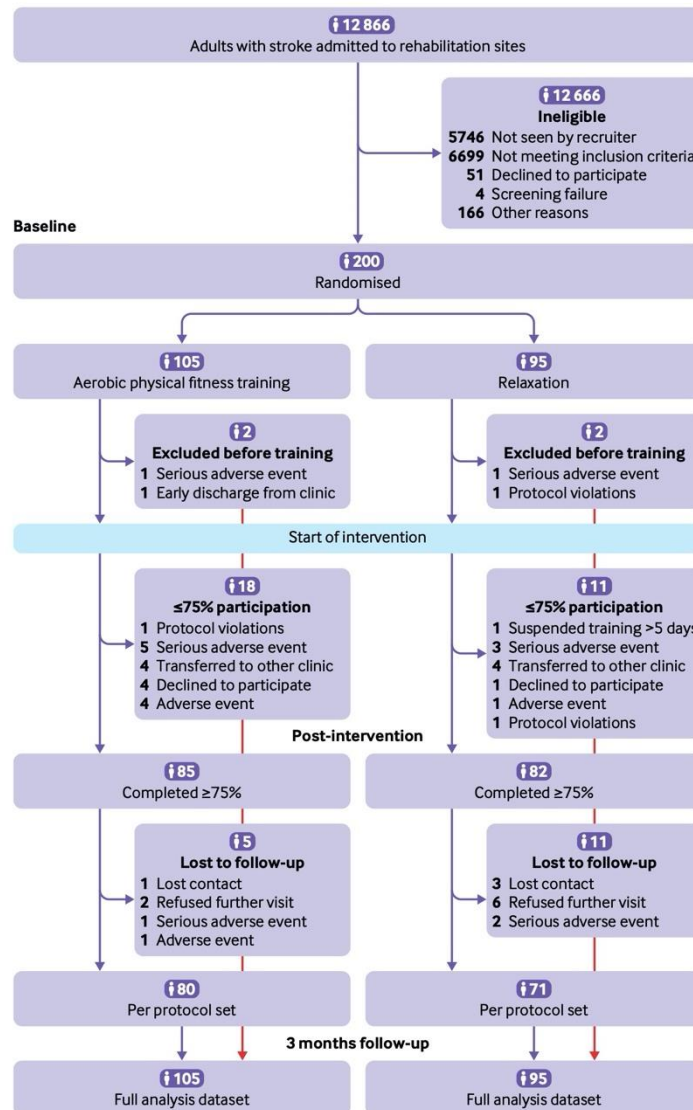 12 866
Adults with stroke admitted to rehabilitation sites
12 666
Ineligible
5746 Not seen by recruiter
6699 Not meeting inclusion criteria
51 Declined to participate
4 Screening failure
166 Other reasons
Baseline
200
Randomised
105
Aerobic physical fitness training
95
Relaxation
2
Excluded before training
1 Serious adverse event
1 Early discharge from clinic
2
Excluded before training
1 Serious adverse event
1 Protocol violations
Start of intervention
18
≤75% participation
1 Protocol violations
5 Serious adverse event
4 Transferred to other clinic
4 Declined to participate
4 Adverse event
11
≤75% participation
1 Suspended training >5 days
3 Serious adverse event
4 Transferred to other clinic
1 Declined to participate
1 Adverse event
1 Protocol violations
Post-intervention
85
Completed ≥75%
82
Completed ≥75%
5
Lost to follow-up
1 Lost contact
2 Refused further visit
1 Serious adverse event
1 Adverse event
11
Lost to follow-up
3 Lost contact
6 Refused further visit
2 Serious adverse event
80
Per protocol set
71
Per protocol set
3 months follow-up
105
Full analysis dataset
95
Full analysis dataset